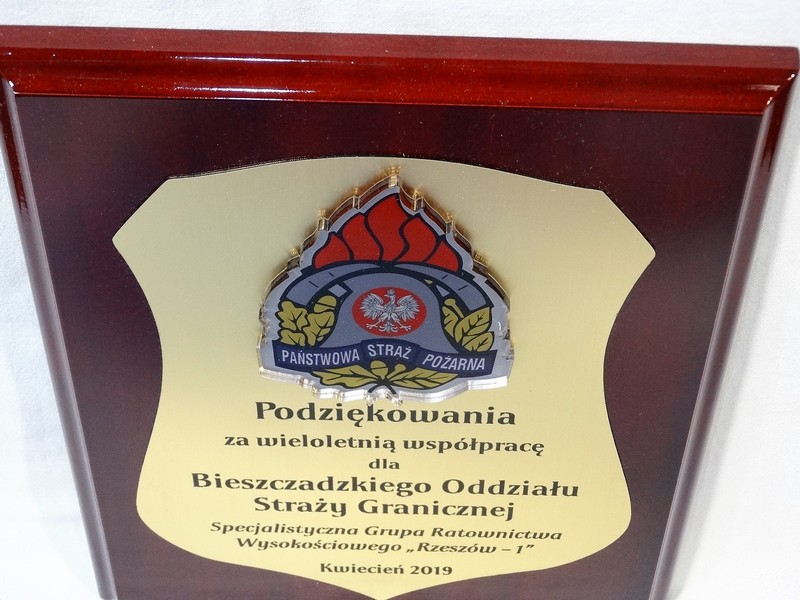 PAŃSTWOWA STRAŻ POŻARNA
Podziękowania
za wieloletnią współpracę
dla
Bieszczadzkiego Oddziału
Straży Granicznej
Specjalistyczna Grupa Ratownictwa
Wysokościowego „Rzeszów – 1”
Kwiecień 2019